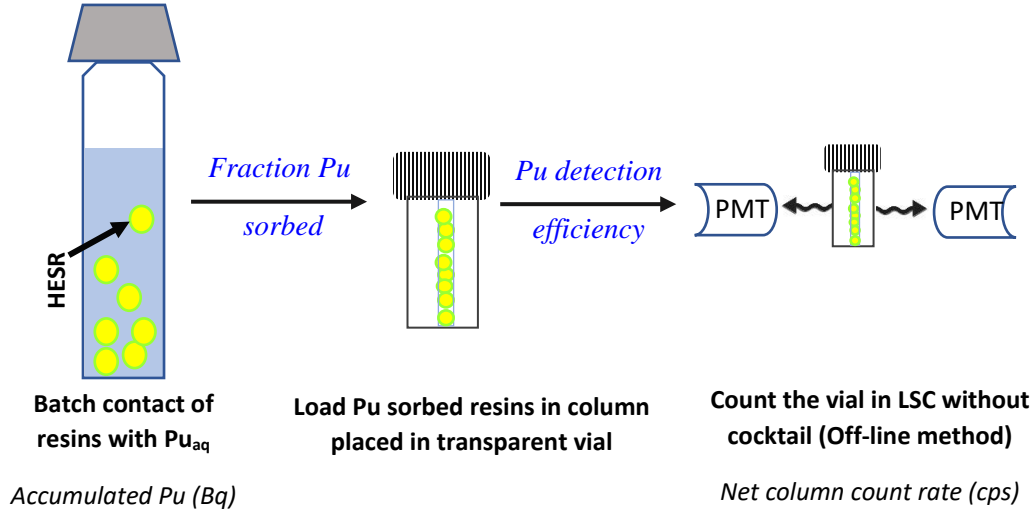 HESR
Fraction Pu
sorbed
Pu detection
efficiency
PMT
PMT
Batch contact of
resins with Puaq
Load Pu sorbed resins in column
placed in transparent vial
Count the vial in LSC without
cocktail (Off-line method)
Accumulated Pu (Bq)
Net column count rate (cps)